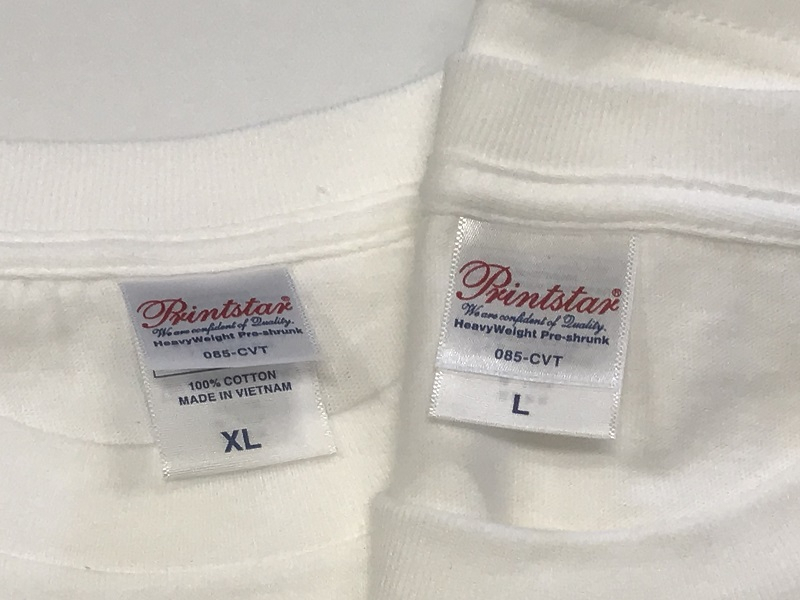 Printstar®
We are confident of Quality.
HeavyWeight Pre-shrunk
085-CVT
100% COTTON
MADE IN VIETNAM
XL
Printstar®
We are confident of Quality.
HeavyWeight Pre-shrunk
085-CVT
L